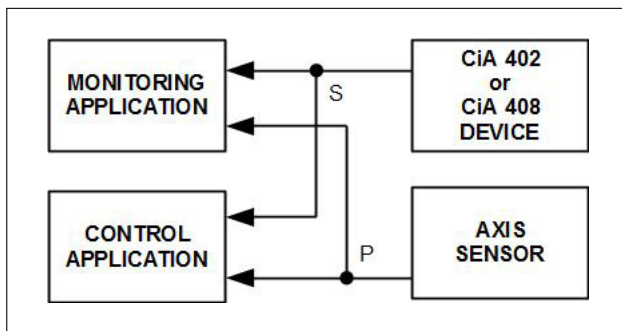 MONITORING
APPLICATION
S
CiA 402
or
CiA 408
DEVICE
CONTROL
APPLICATION
P
AXIS
SENSOR